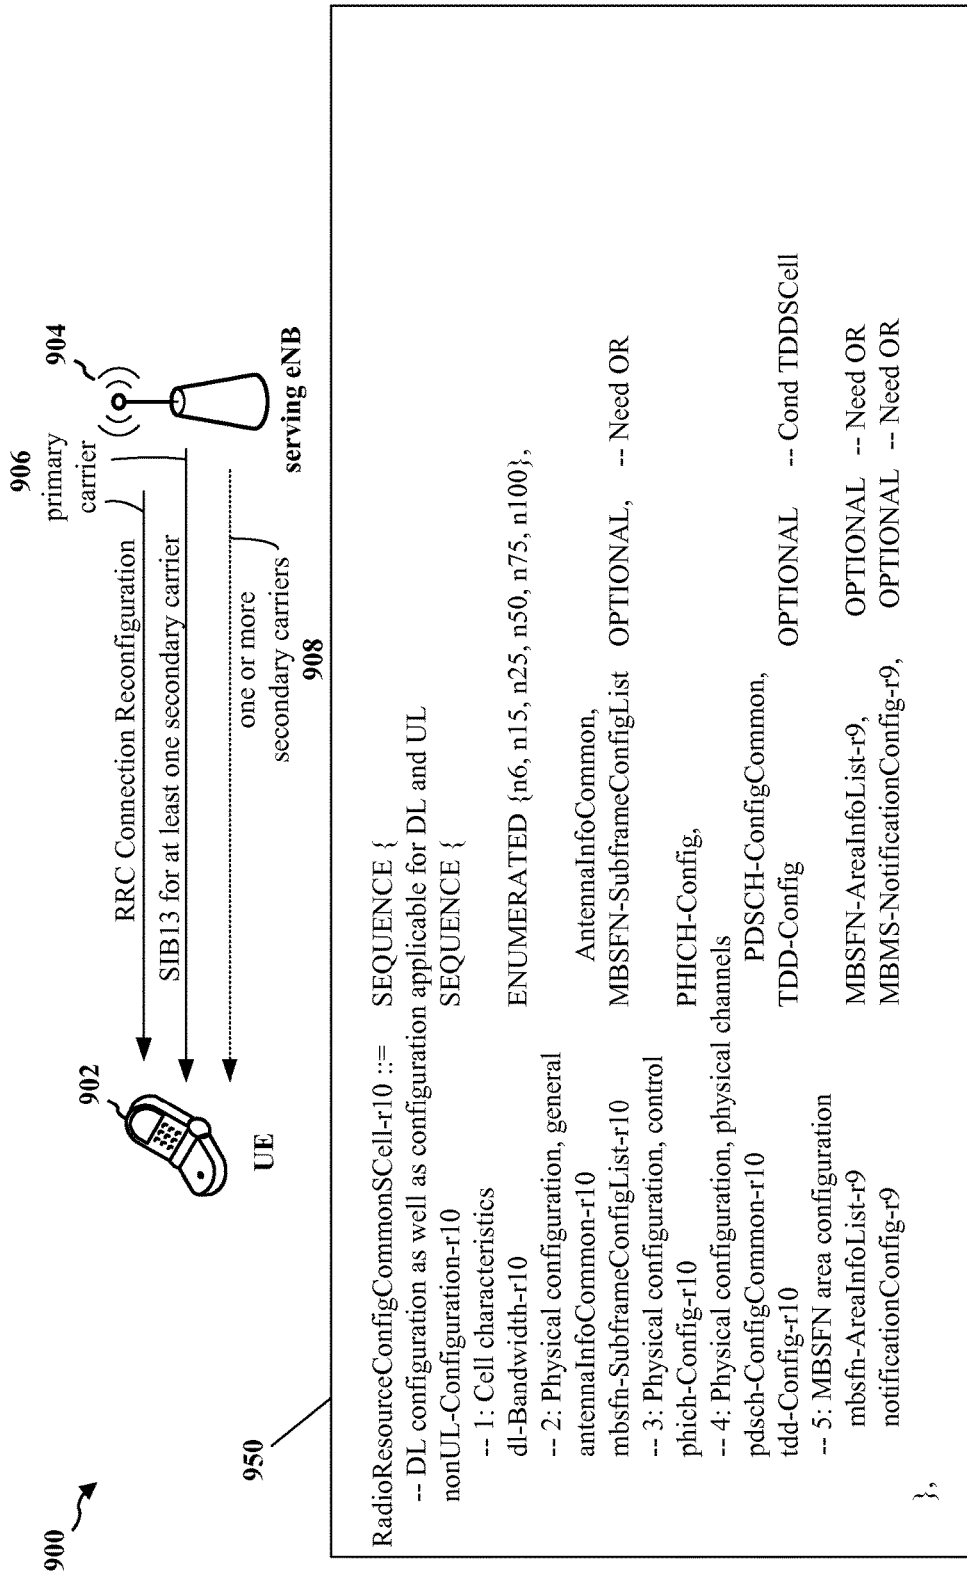 900
902
UE
RRC Connection Reconfiguration
SIB13 for at least one secondary carrier
one or more
secondary carriers
908
906
primary
carrier
904
serving eNB
950
RadioResourceConfigCommonSCell-r10 ::= SEQUENCE {
-- DL configuration as well as configuration applicable for DL and UL
nonUL-Configuration-r10 SEQUENCE {
-- 1: Cell characteristics
dl-Bandwidth-r10 ENUMERATED {n6, n15, n25, n50, n75, n100},
-- 2: Physical configuration, general
antennaInfoCommon-r10 AntennaInfoCommon,
mbsfn-SubframeConfigList-r10 MBSFN-SubframeConfigList OPTIONAL, -- Need OR
-- 3: Physical configuration, control
phich-Config-r10 PHICH-Config,
-- 4: Physical configuration, physical channels
pdsch-ConfigCommon-r10 PDSCH-ConfigCommon,
tdd-Config-r10 TDD-Config OPTIONAL -- Cond TDDSCell
-- 5: MBSFN area configuration
mbsfn-AreaInfoList-r9 MBSFN-AreaInfoList-r9, OPTIONAL -- Need OR
notificationConfig-r9 MBMS-NotificationConfig-r9, OPTIONAL -- Need OR
},